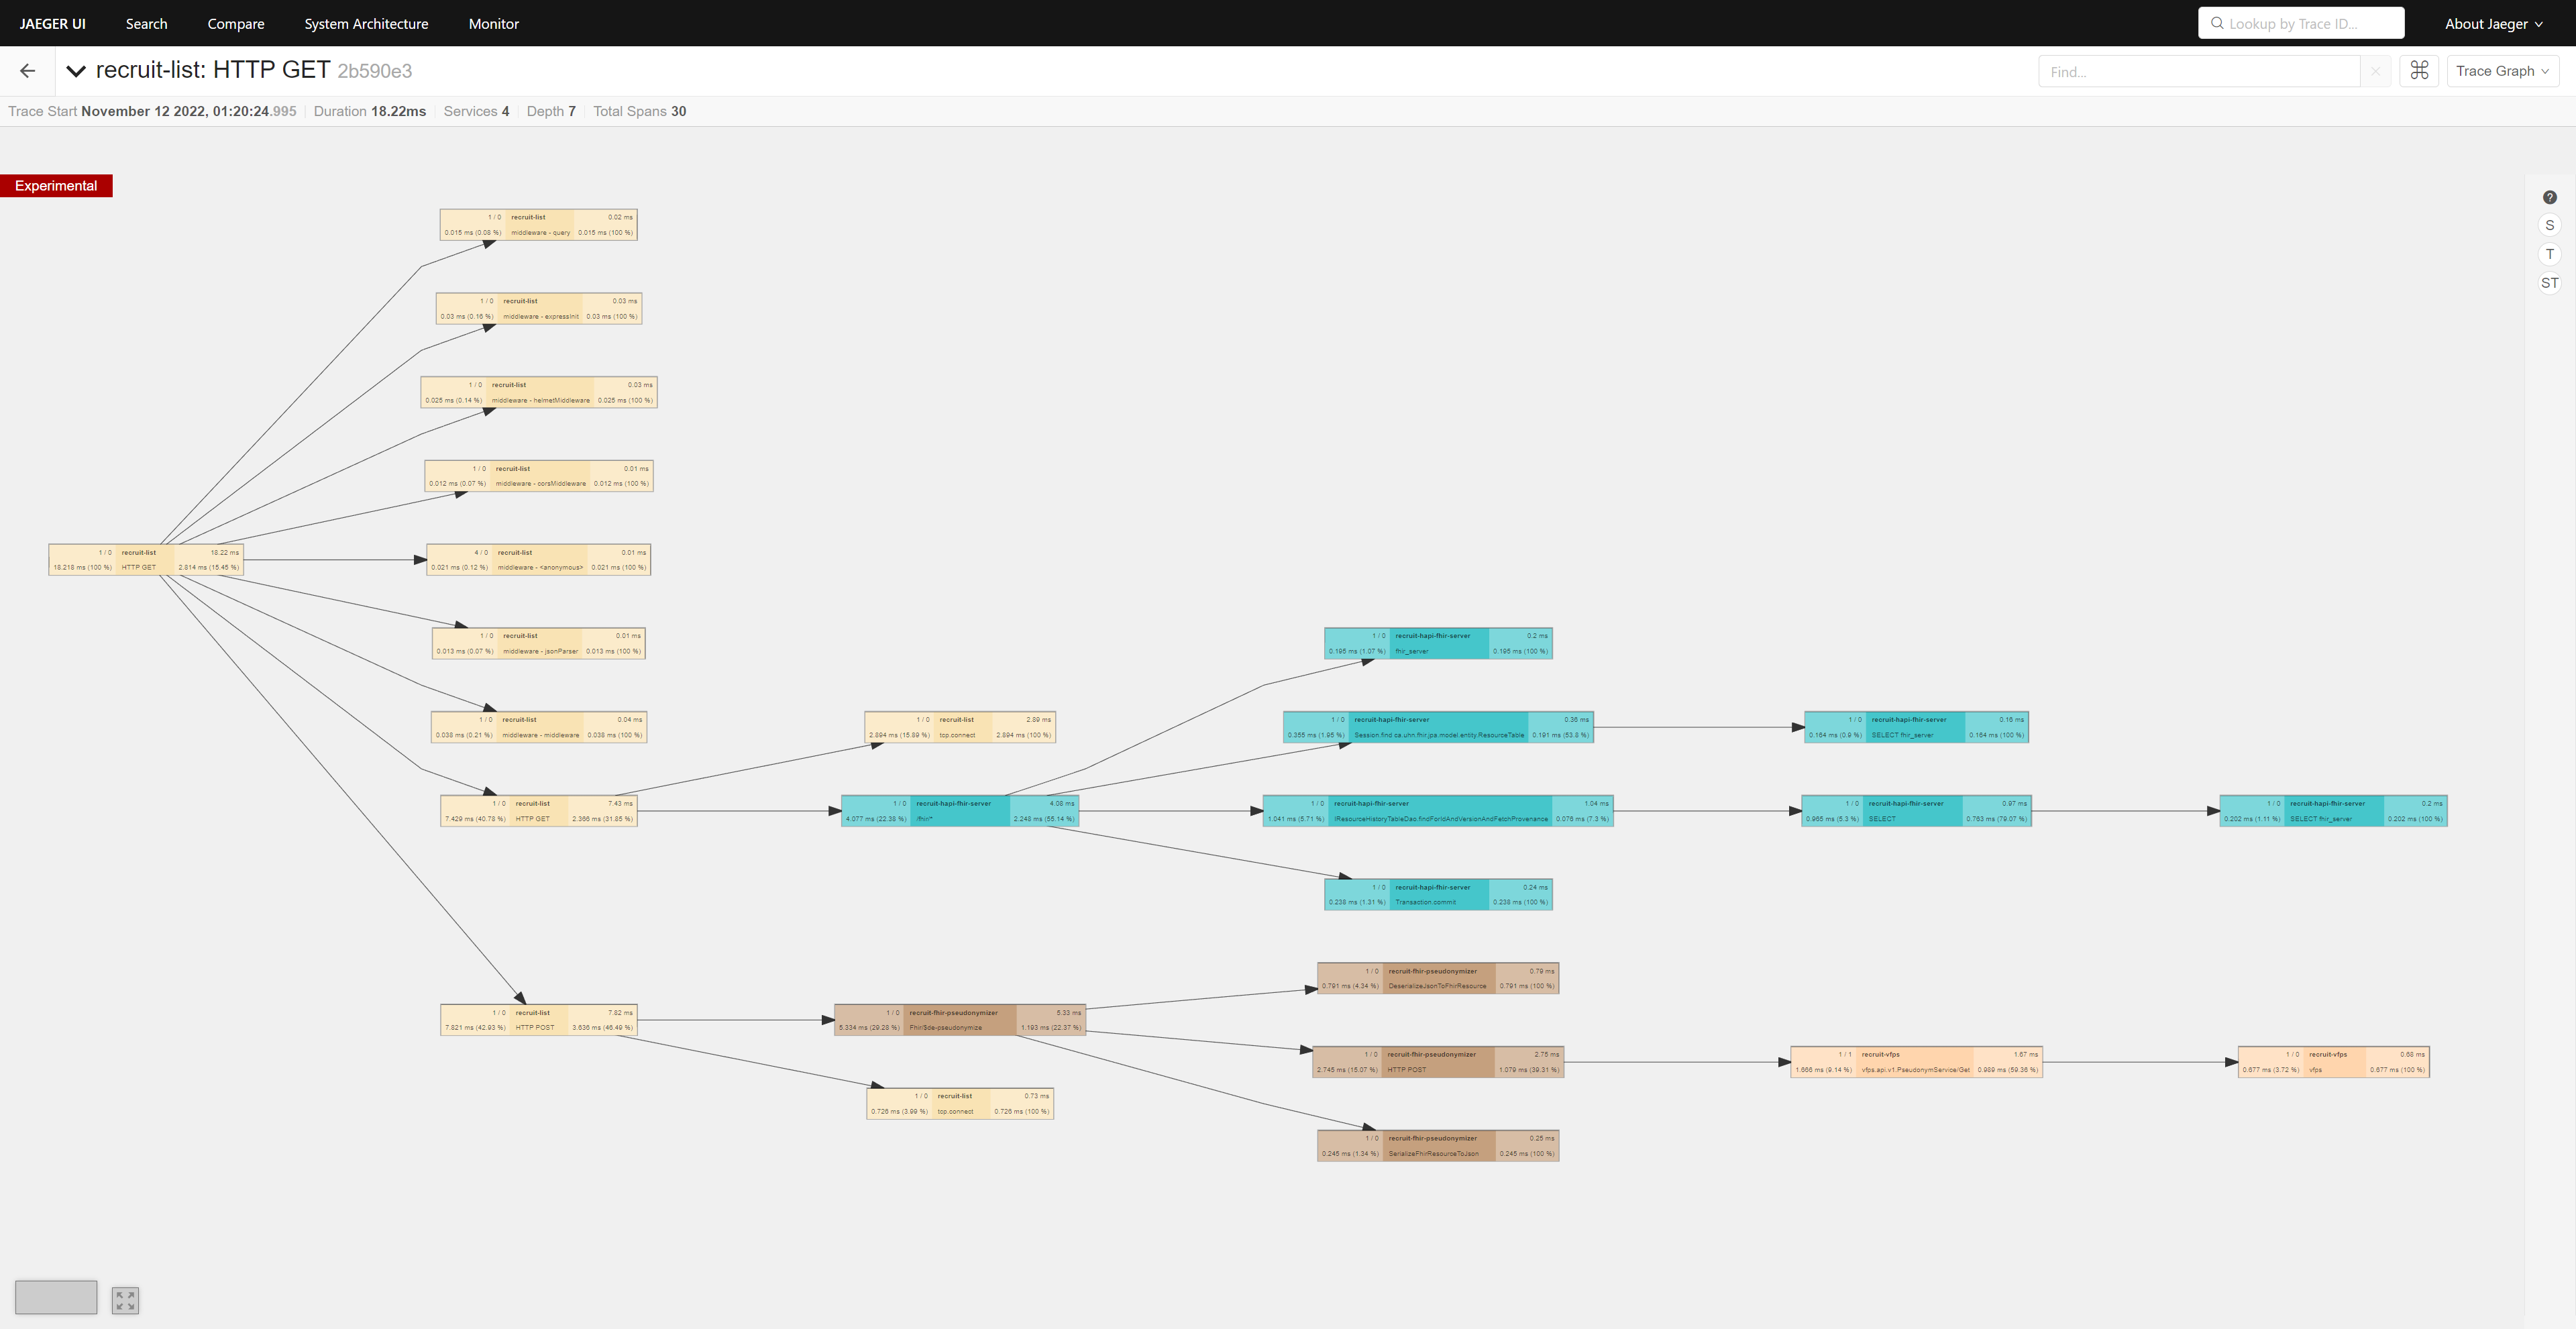 JAEGER UI Search Compare System Architecture Monitor Lookup by Trace ID... About Jaeger
recruit-list: HTTP GET 2b590e3 Find... Trace Graph
Trace Start November 12 2022, 01:20:24.995 Duration 18.22ms Services 4 Depth 7 Total Spans 30
Experimental
?
S
T
ST
1 / 0 recruit-list 0.02 ms
0.015 ms (0.08 %) middleware - query 0.015 ms (100 %)
1 / 0 recruit-list 0.03 ms
0.03 ms (0.16 %) middleware - expressInit 0.03 ms (100 %)
1 / 0 recruit-list 0.03 ms
0.025 ms (0.14 %) middleware - helmetMiddleware 0.025 ms (100 %)
1 / 0 recruit-list 0.01 ms
0.012 ms (0.07 %) middleware - corsMiddleware 0.012 ms (100 %)
1 / 0 recruit-list 18.22 ms
18.218 ms (100 %) HTTP GET 2.814 ms (15.45 %)
4 / 0 recruit-list 0.01 ms
0.021 ms (0.12 %) middleware - <anonymous> 0.021 ms (100 %)
1 / 0 recruit-list 0.01 ms
0.013 ms (0.07 %) middleware - jsonParser 0.013 ms (100 %)
1 / 0 recruit-hapi-fhir-server 0.2 ms
0.195 ms (1.07 %) fhir_server 0.195 ms (100 %)
1 / 0 recruit-list 0.04 ms
0.038 ms (0.21 %) middleware - middleware 0.038 ms (100 %)
1 / 0 recruit-list 2.89 ms
2.894 ms (15.89 %) tcp.connect 2.894 ms (100 %)
1 / 0 recruit-hapi-fhir-server 0.36 ms
0.355 ms (1.95 %) Session.find ca.uhn.fhir.jpa.model.entity.ResourceTable 0.191 ms (53.8 %)
1 / 0 recruit-hapi-fhir-server 0.16 ms
0.164 ms (0.9 %) SELECT fhir_server 0.164 ms (100 %)
1 / 0 recruit-list 7.43 ms
7.429 ms (40.78 %) HTTP GET 2.366 ms (31.85 %)
1 / 0 recruit-hapi-fhir-server 4.08 ms
4.077 ms (22.38 %) /fhir/* 2.248 ms (55.14 %)
1 / 0 recruit-hapi-fhir-server 1.04 ms
1.041 ms (5.71 %) IResourceHistoryTableDao.findForIdAndVersionAndFetchProvenance 0.076 ms (7.3 %)
1 / 0 recruit-hapi-fhir-server 0.97 ms
0.965 ms (5.3 %) SELECT 0.763 ms (79.07 %)
1 / 0 recruit-hapi-fhir-server 0.2 ms
0.202 ms (1.11 %) SELECT fhir_server 0.202 ms (100 %)
1 / 0 recruit-hapi-fhir-server 0.24 ms
0.238 ms (1.31 %) Transaction.commit 0.238 ms (100 %)
1 / 0 recruit-fhir-pseudonymizer 0.79 ms
0.791 ms (4.34 %) DeserializeJsonToFhirResource 0.791 ms (100 %)
1 / 0 recruit-list 7.82 ms
7.821 ms (42.93 %) HTTP POST 3.636 ms (46.49 %)
1 / 0 recruit-fhir-pseudonymizer 5.33 ms
5.334 ms (29.28 %) Fhir/$de-pseudonymize 1.193 ms (22.37 %)
1 / 0 recruit-fhir-pseudonymizer 2.75 ms
2.745 ms (15.07 %) HTTP POST 1.079 ms (39.31 %)
1 / 1 recruit-vfps 1.67 ms
1.666 ms (9.14 %) vfps.api.v1.PseudonymService/Get 0.989 ms (59.36 %)
1 / 0 recruit-vfps 0.68 ms
0.677 ms (3.72 %) vfps 0.677 ms (100 %)
1 / 0 recruit-list 0.73 ms
0.726 ms (3.99 %) tcp.connect 0.726 ms (100 %)
1 / 0 recruit-fhir-pseudonymizer 0.25 ms
0.245 ms (1.34 %) SerializeFhirResourceToJson 0.245 ms (100 %)